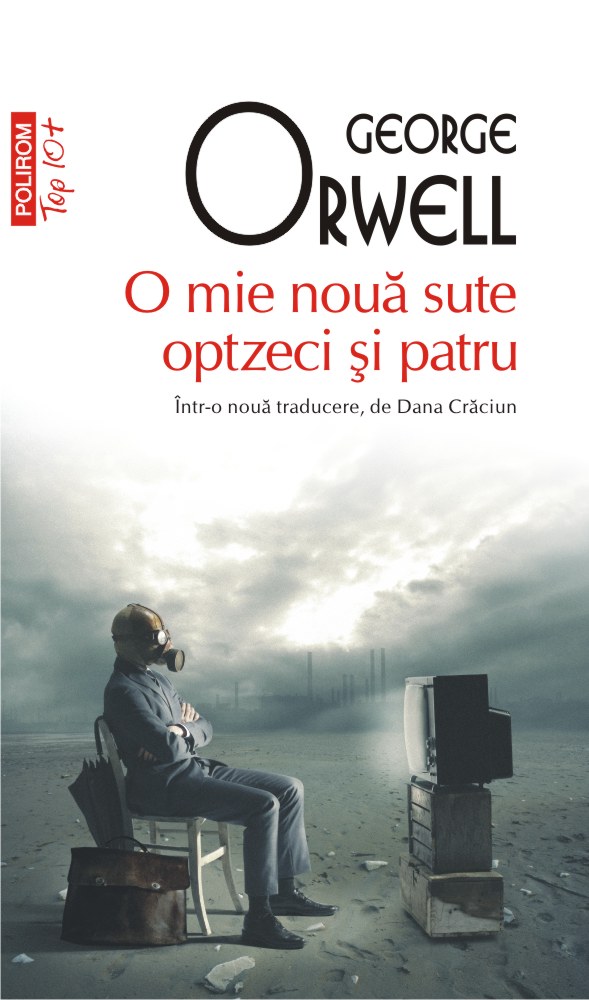 POLIROM
Top 10+
GEORGE
ORWELL
O mie nouă sute
optzeci şi patru
Într-o nouă traducere, de Dana Crăciun